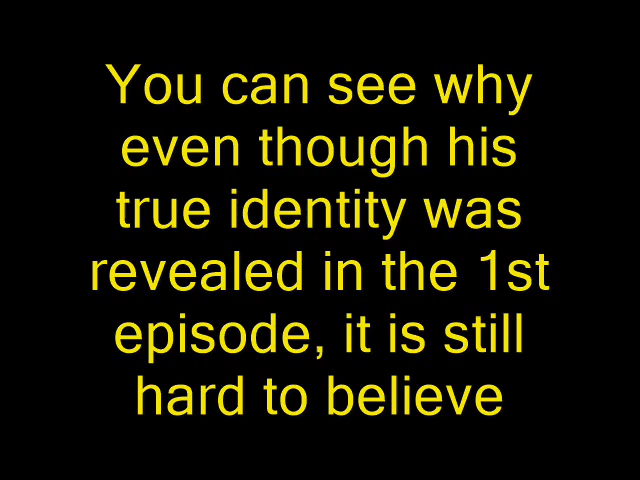 You can see why
even though his
true identity was
revealed in the 1st
episode, it is still
hard to believe